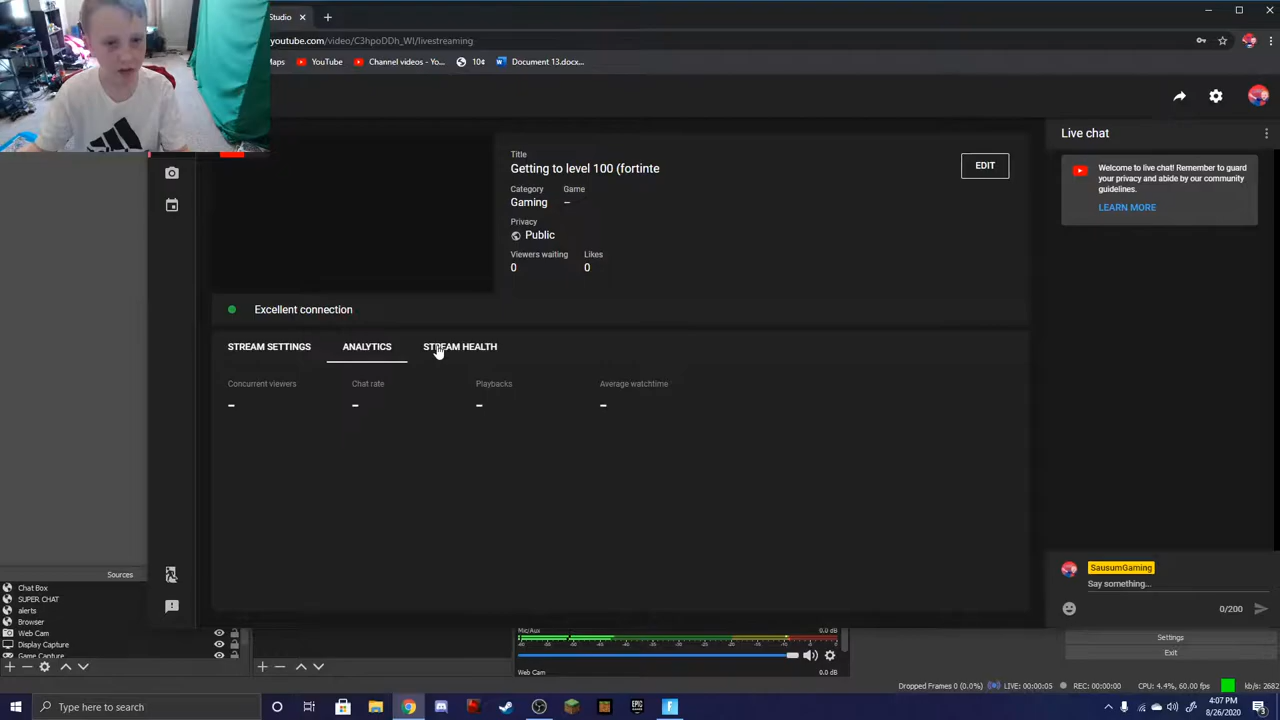 Studio
youtube.com/video/C3hpoDDh_WI/livestreaming
Maps YouTube Channel videos - Yo... 10¢ Document 13.docx...
Title
Getting to level 100 (fortinte
EDIT
Category Game
Gaming –
Privacy
Public
Viewers waiting Likes
0 0
Excellent connection
STREAM SETTINGS ANALYTICS STREAM HEALTH
Concurrent viewers Chat rate Playbacks Average watchtime
– – – –
Live chat
Welcome to live chat! Remember to guard
your privacy and abide by our community
guidelines.
LEARN MORE
SausumGaming
Say something...
0/200
Sources
Chat Box
SUPER CHAT
alerts
Browser
Web Cam
Display Capture
Game Capture
Mic/Aux 0.0 dB
Web Cam 0.0 dB
Settings
Exit
Dropped Frames 0 (0.0%) LIVE: 00:00:05 REC: 00:00:00 CPU: 4.4%, 60.00 fps kb/s: 2682
Type here to search
4:07 PM
8/26/2020
3